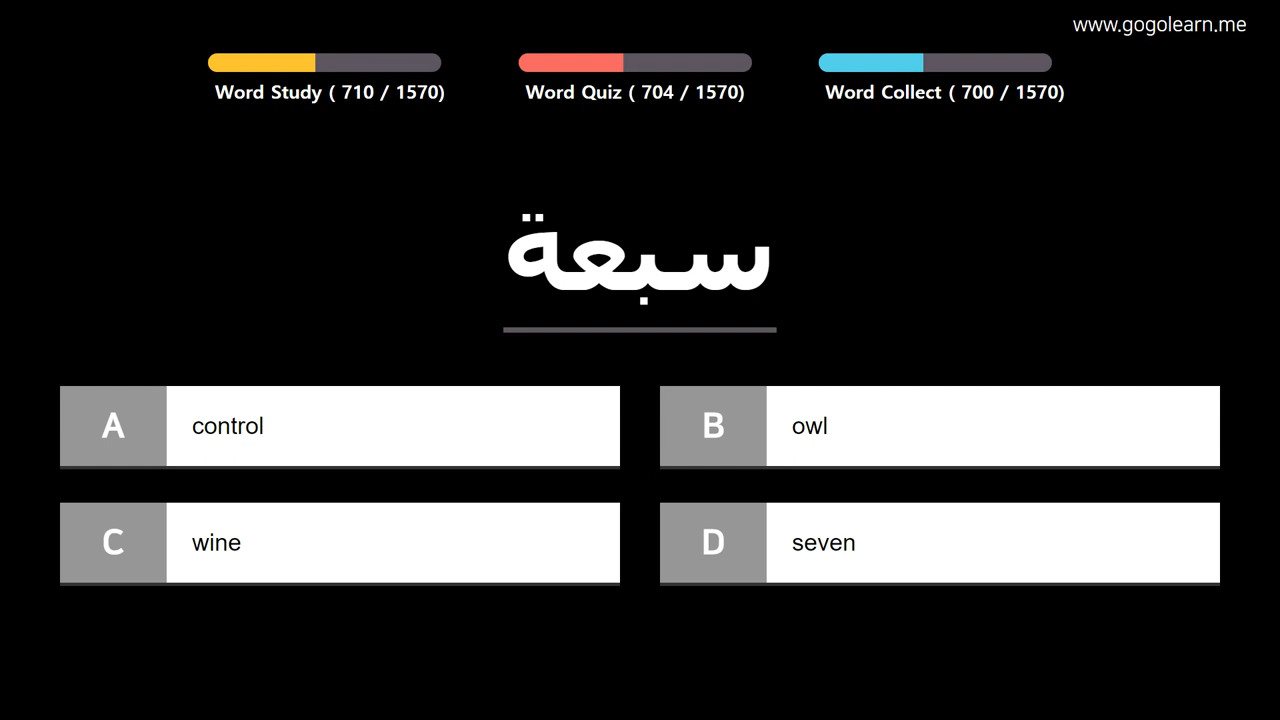 www.gogolearn.me
Word Study ( 710 / 1570)
Word Quiz ( 704 / 1570)
Word Collect ( 700 / 1570)
سبعة
A
control
B
owl
C
wine
D
seven